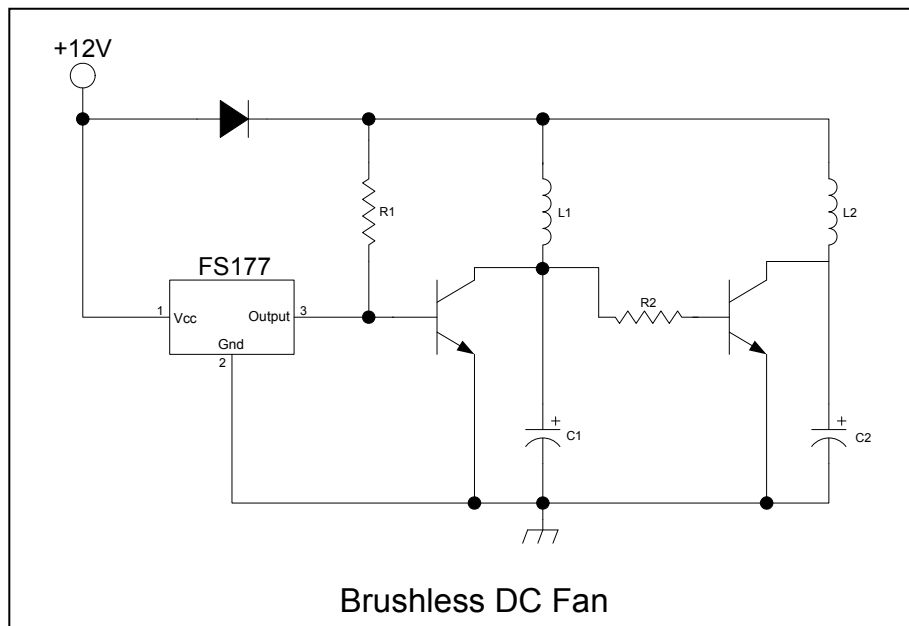 +12V
R1
L1
L2
FS177
1
Vcc
Output
3
R2
Gnd
2
C1
+
C2
+
Brushless DC Fan